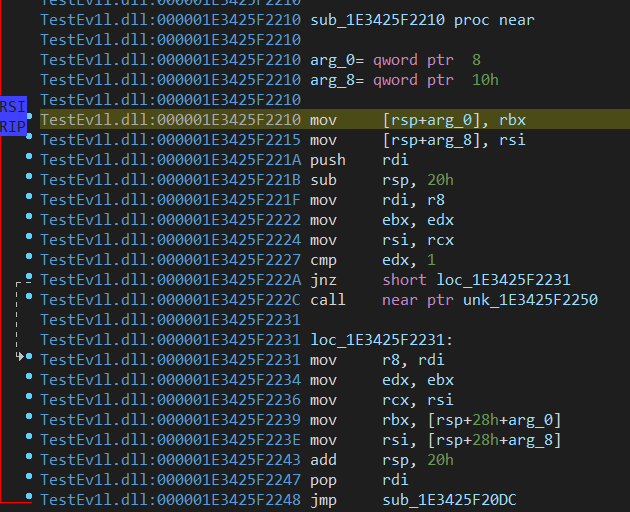 TestEv1l.dll:000001E3425F2210
TestEv1l.dll:000001E3425F2210 sub_1E3425F2210 proc near
TestEv1l.dll:000001E3425F2210
TestEv1l.dll:000001E3425F2210 arg_0= qword ptr  8
TestEv1l.dll:000001E3425F2210 arg_8= qword ptr  10h
TestEv1l.dll:000001E3425F2210
RSI
RIP
TestEv1l.dll:000001E3425F2210 mov     [rsp+arg_0], rbx
TestEv1l.dll:000001E3425F2215 mov     [rsp+arg_8], rsi
TestEv1l.dll:000001E3425F221A push    rdi
TestEv1l.dll:000001E3425F221B sub     rsp, 20h
TestEv1l.dll:000001E3425F221F mov     rdi, r8
TestEv1l.dll:000001E3425F2222 mov     ebx, edx
TestEv1l.dll:000001E3425F2224 mov     rsi, rcx
TestEv1l.dll:000001E3425F2227 cmp     edx, 1
TestEv1l.dll:000001E3425F222A jnz     short loc_1E3425F2231
TestEv1l.dll:000001E3425F222C call    near ptr unk_1E3425F2250
TestEv1l.dll:000001E3425F2231
TestEv1l.dll:000001E3425F2231 loc_1E3425F2231:
TestEv1l.dll:000001E3425F2231 mov     r8, rdi
TestEv1l.dll:000001E3425F2234 mov     edx, ebx
TestEv1l.dll:000001E3425F2236 mov     rcx, rsi
TestEv1l.dll:000001E3425F2239 mov     rbx, [rsp+28h+arg_0]
TestEv1l.dll:000001E3425F223E mov     rsi, [rsp+28h+arg_8]
TestEv1l.dll:000001E3425F2243 add     rsp, 20h
TestEv1l.dll:000001E3425F2247 pop     rdi
TestEv1l.dll:000001E3425F2248 jmp     sub_1E3425F20DC